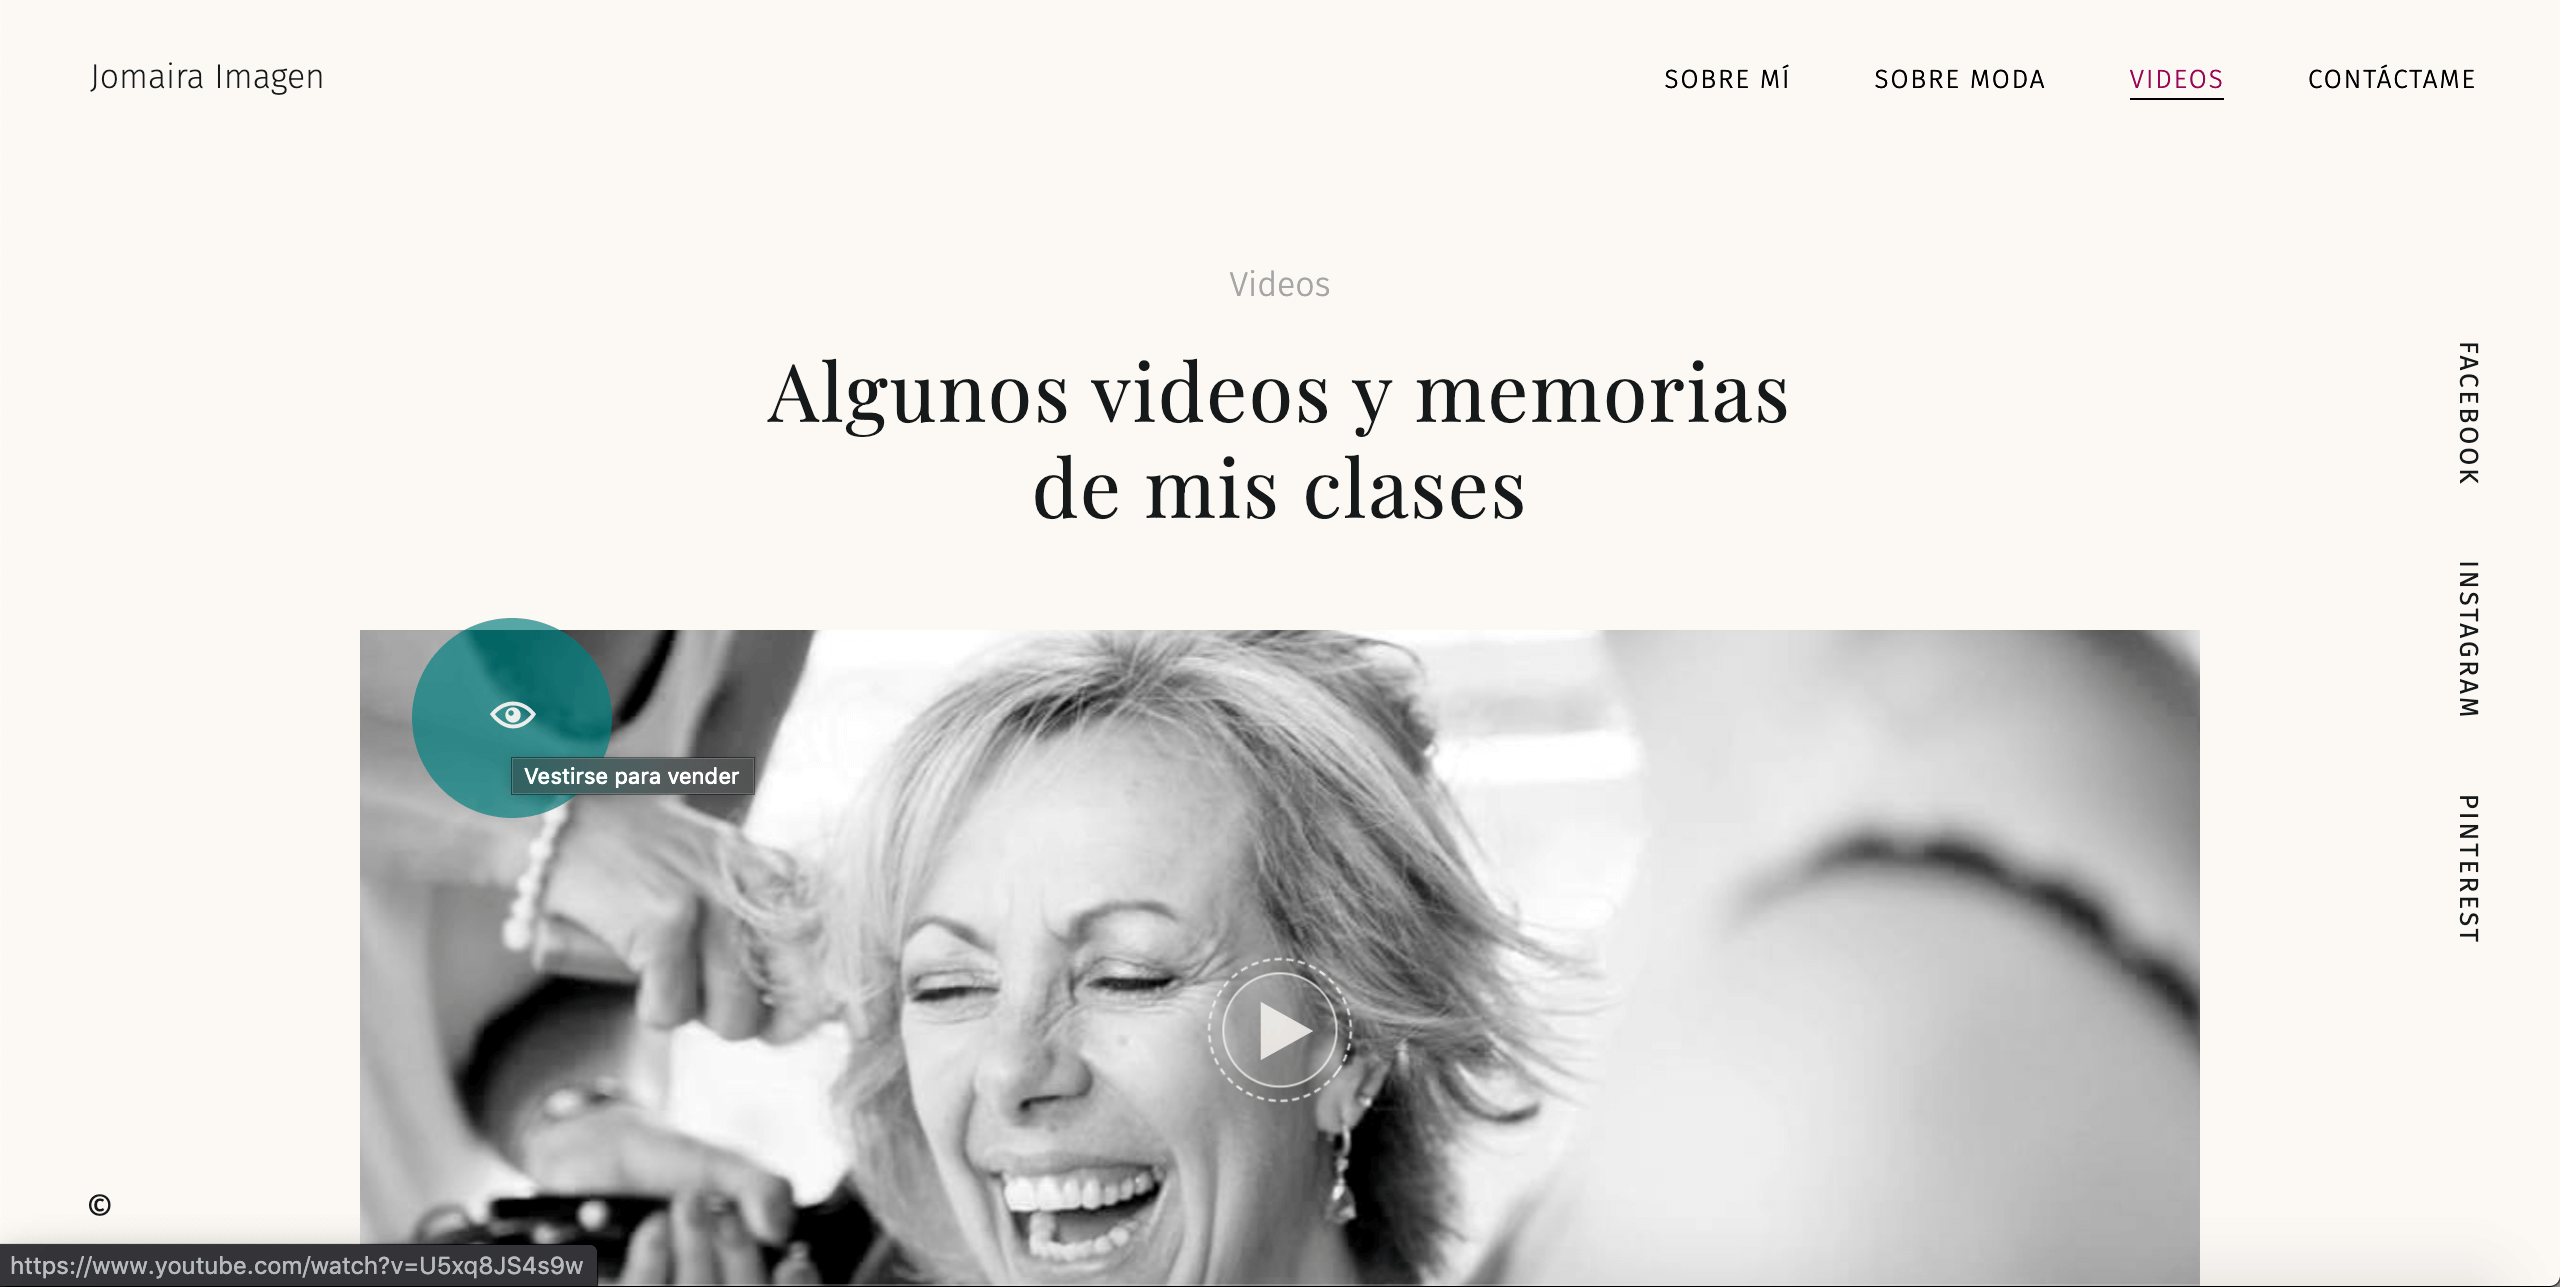 Jomaira Imagen
SOBRE MÍ
SOBRE MODA
VIDEOS
CONTÁCTAME
Videos
Algunos videos y memorias
de mis clases
FACEBOOK
INSTAGRAM
PINTEREST
Vestirse para vender
©
https://www.youtube.com/watch?v=U5xq8JS4s9w